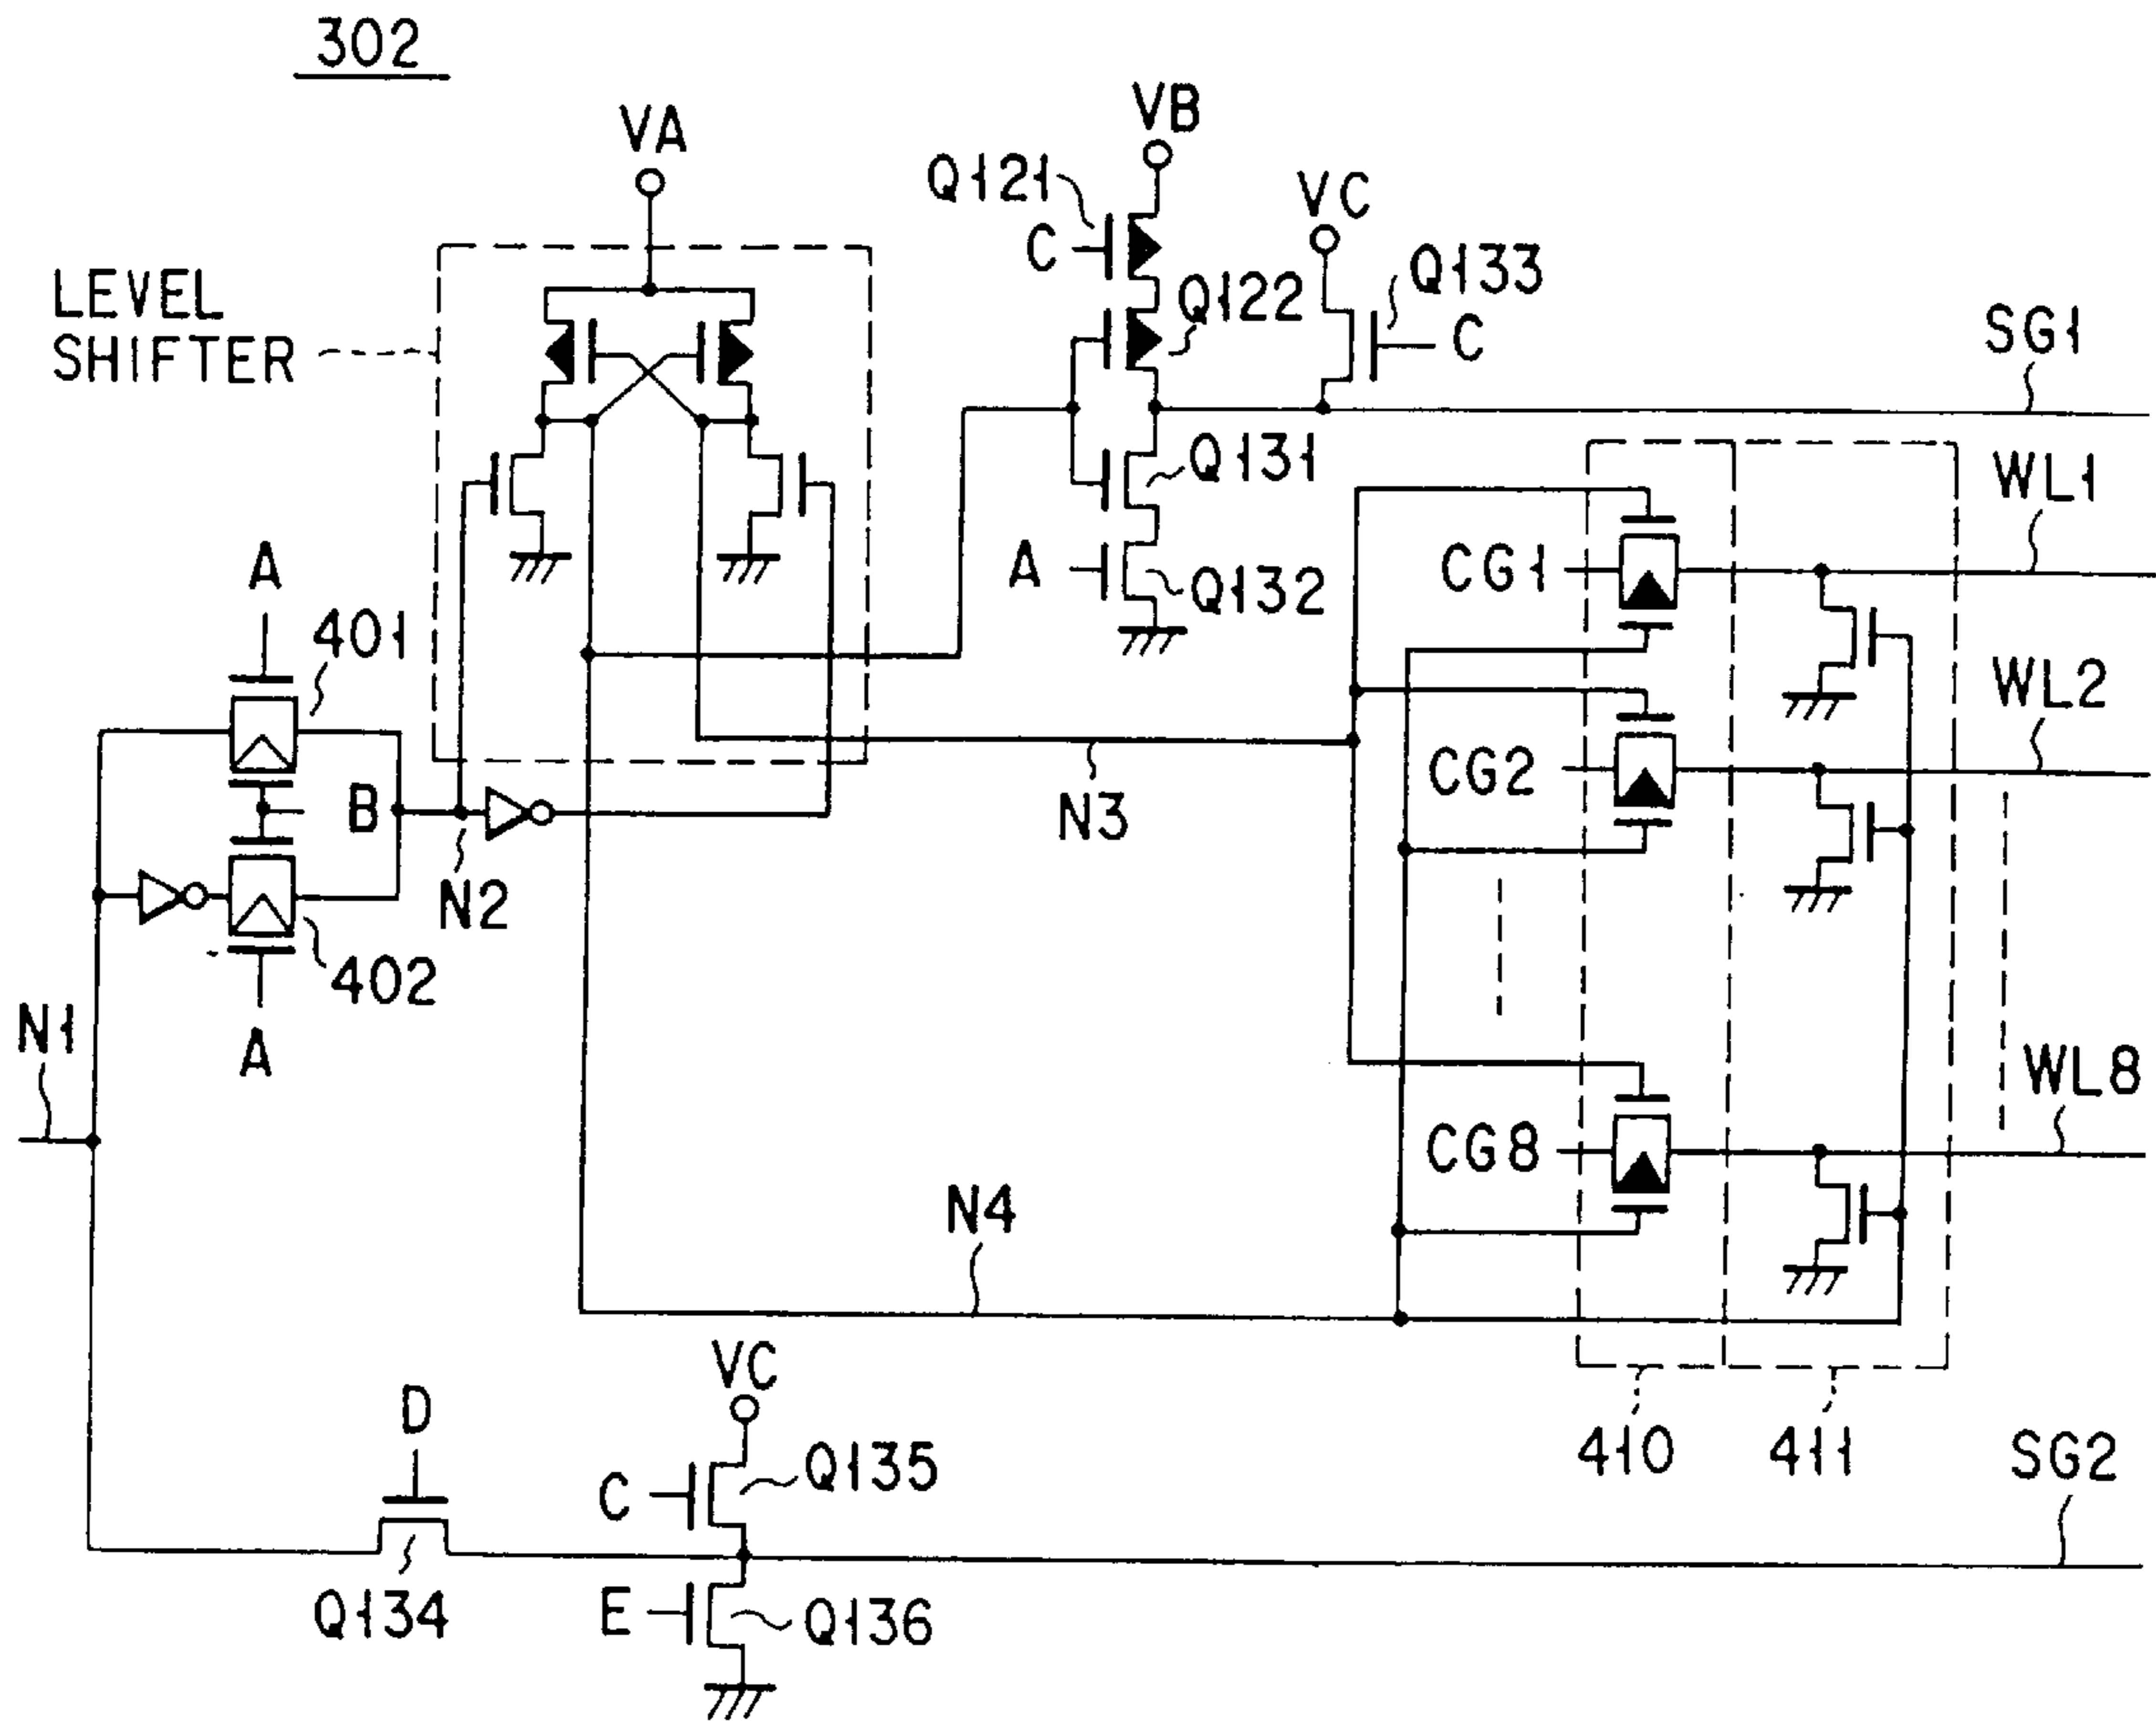 302
VA
VB
Q121
C
VC
Q133
C
Q122
SG1
LEVEL
SHIFTER
Q131
WL1
A
Q132
CG1
A
401
WL2
CG2
B
N3
N2
402
A
N1
WL8
CG8
N4
VC
D
410
411
SG2
C
Q135
Q134
E
Q136